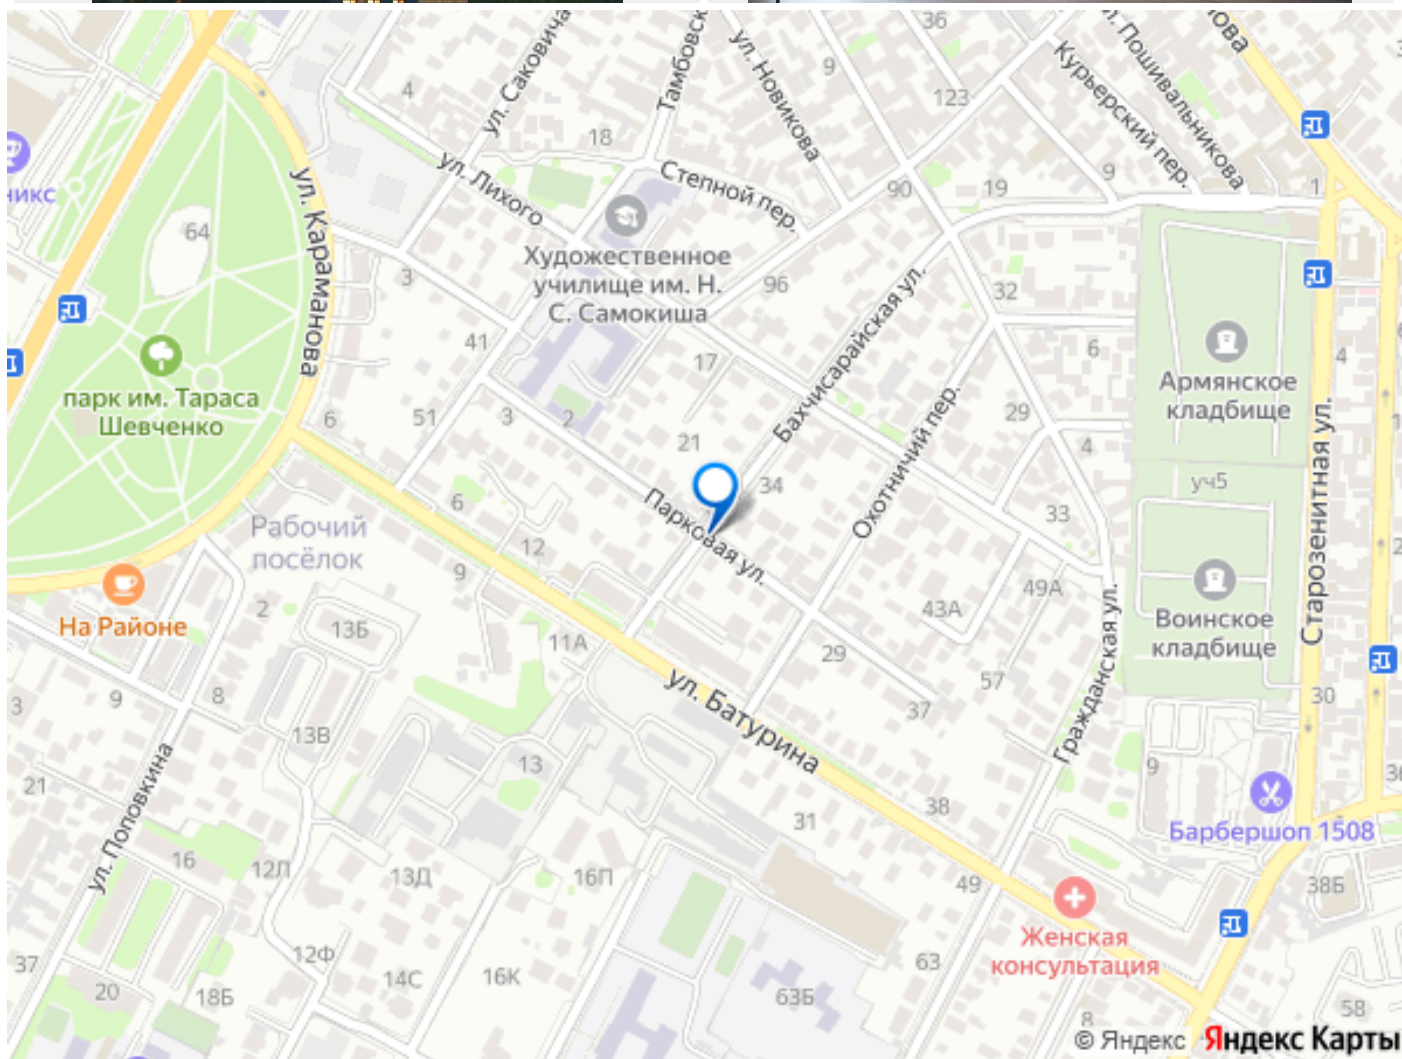 36
ова
ул. Саковича
Тамбовск
ул. Новикова
9
ул. Пошивальникова
Курьерский пер.
4
123
18
ул. Лихого
Степной пер.
9
1
никс
ул. Караманова
90
19
64
Художественное
училище им. Н.
С. Самокиша
3
96
32
Бахчисарайская ул.
41
17
6
4
Армянское
кладбище
парк им. Тараса
Шевченко
6
51
3
2
21
29
4
Охотничий пер.
Старозенитная ул.
34
уч5
6
Парковая ул.
33
Рабочий
посёлок
12
9
2
49А
43А
На Районе
2
13Б
11А
Воинское
кладбище
29
57
Гражданская ул.
3
9
8
ул. Батурина
37
30
13В
13
9
21
ул. Поповкина
38
31
Барбершоп 1508
16
12Л
13Д
16П
49
38Б
Женская
консультация
37
12Ф
14С
16К
63
20
18Б
63Б
58
8
© Яндекс Яндекс Карты